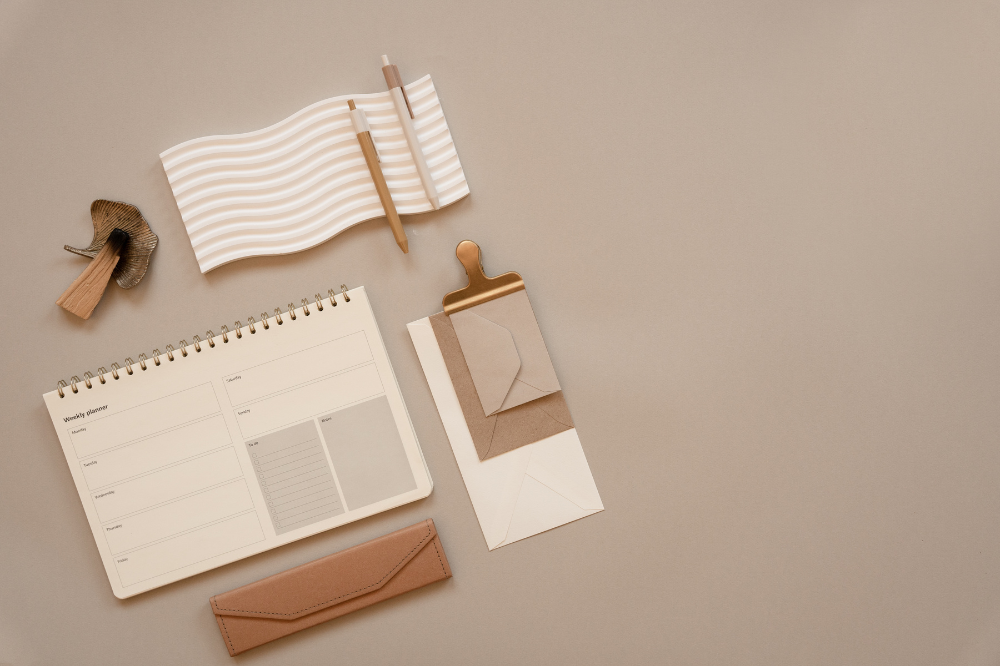 Weekly planner
Monday
Tuesday
Wednesday
Thursday
Friday
Saturday
Sunday
To do
Notes